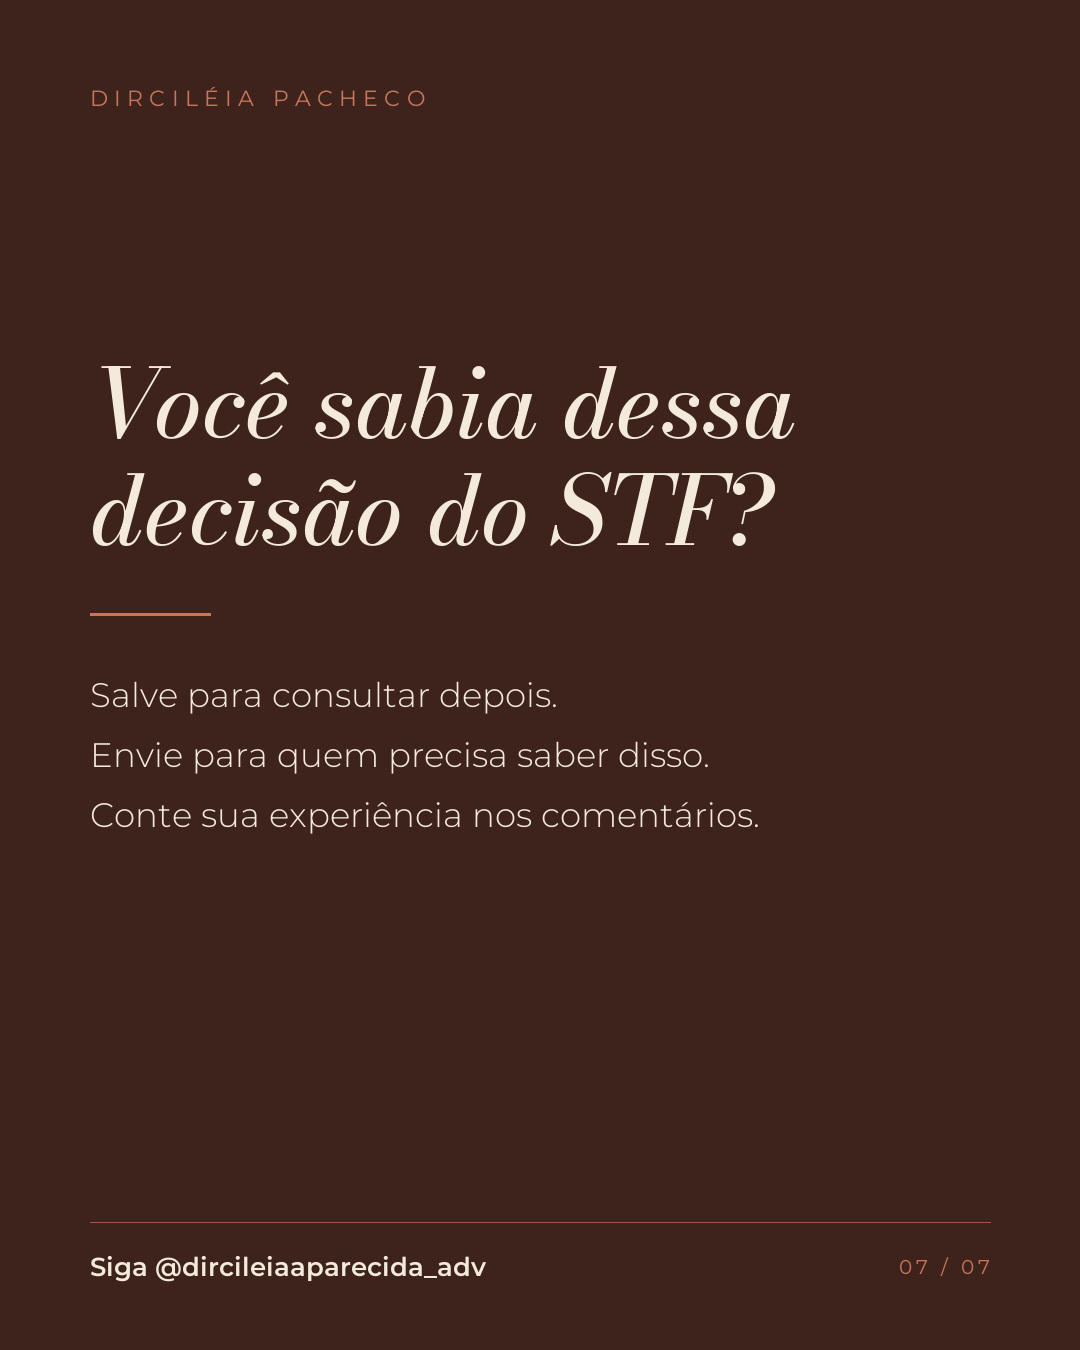 DIRCILÉIA PACHECO
Você sabia dessa
decisão do STF?
Salve para consultar depois.
Envie para quem precisa saber disso.
Conte sua experiência nos comentários.
Siga @dircileiaaparecida_adv
07 / 07